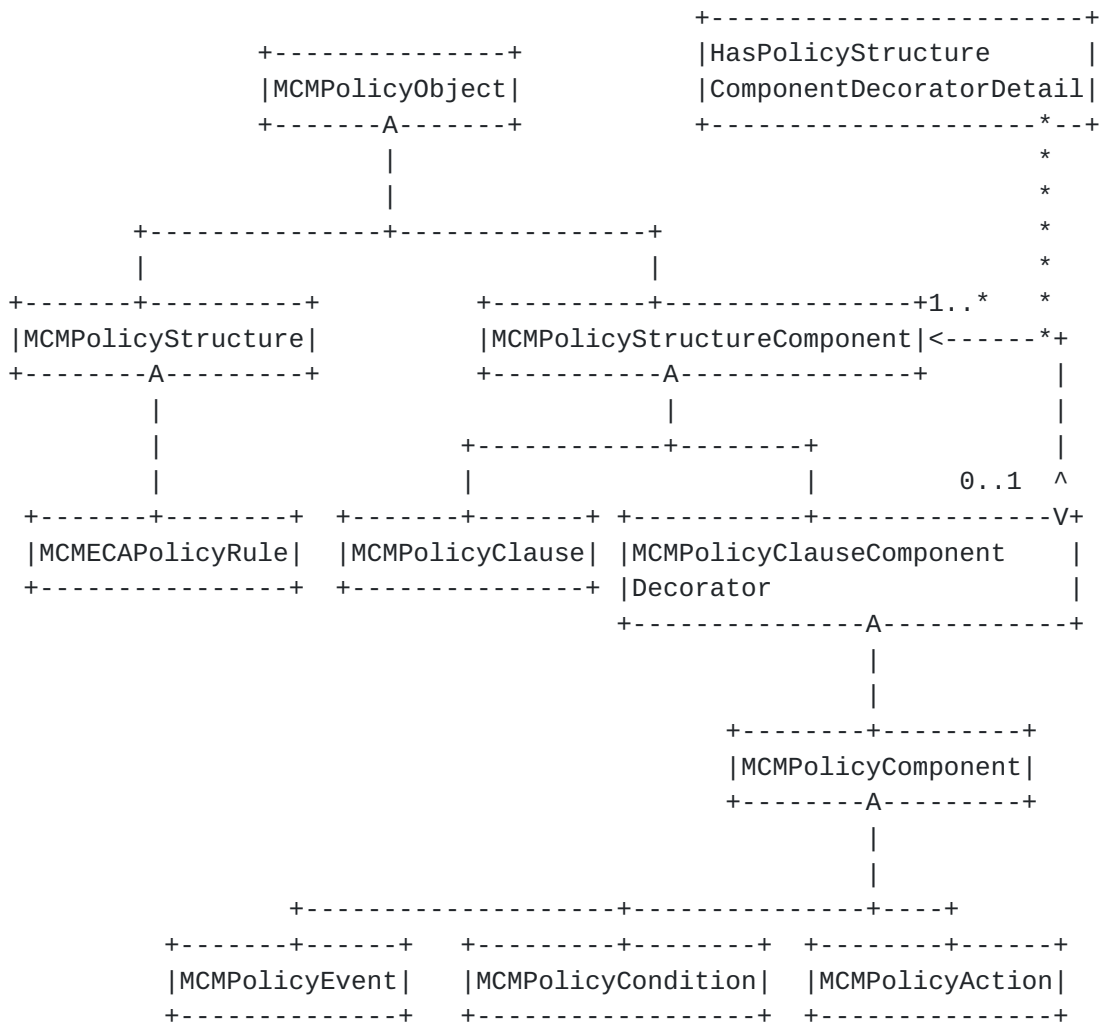 HasPolicyStructure
MCMPolicyObject ComponentDecoratorDetail
1..*
MCMPolicyStructure MCMPolicyStructureComponent
0..1
MCMECAPolicyRule MCMPolicyClause MCMPolicyClauseComponent
Decorator
MCMPolicyComponent
MCMPolicyEvent MCMPolicyCondition MCMPolicyAction